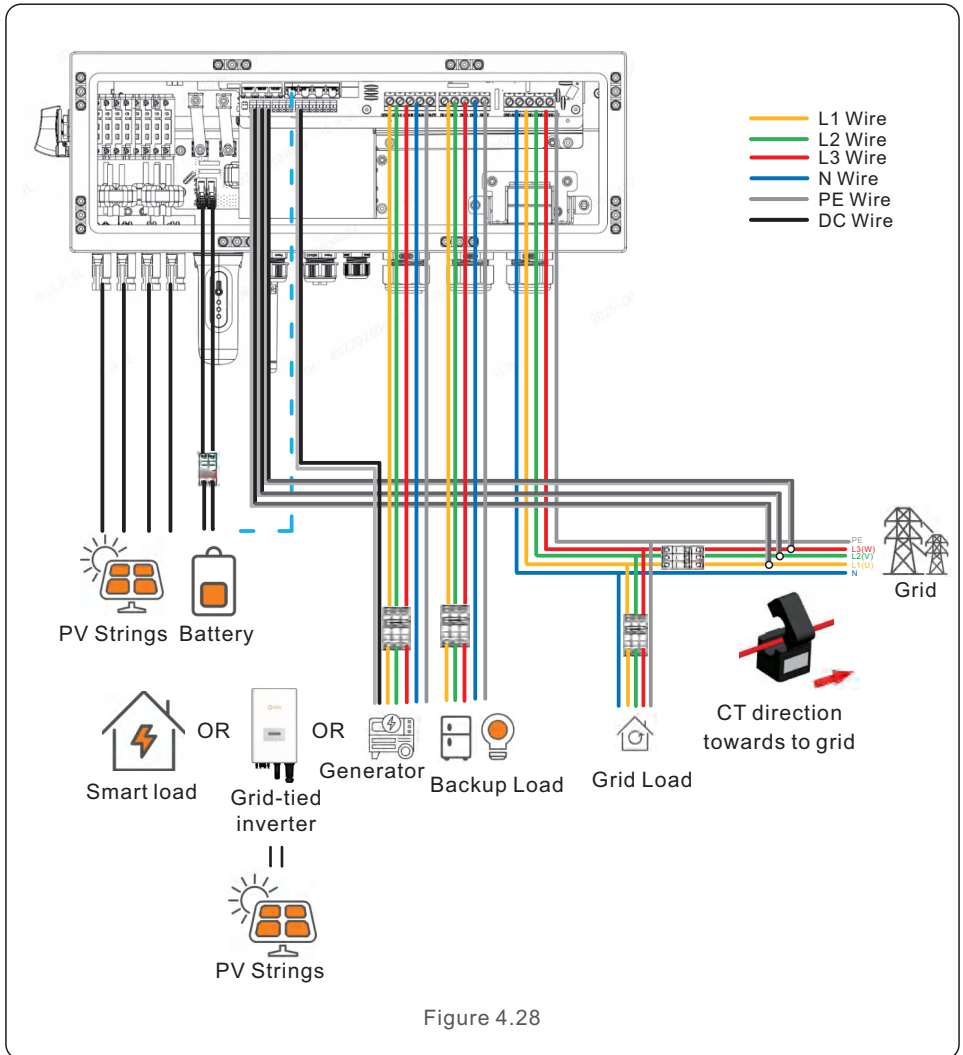 L1 Wire
L2 Wire
L3 Wire
N Wire
PE Wire
DC Wire
PE
L3(W)
L2(V)
L1(U)
N
Grid
PV Strings
Battery
CT direction
towards to grid
Smart load
OR
Grid-tied
inverter
OR
Generator
Backup Load
Grid Load
PV Strings
Figure 4.28